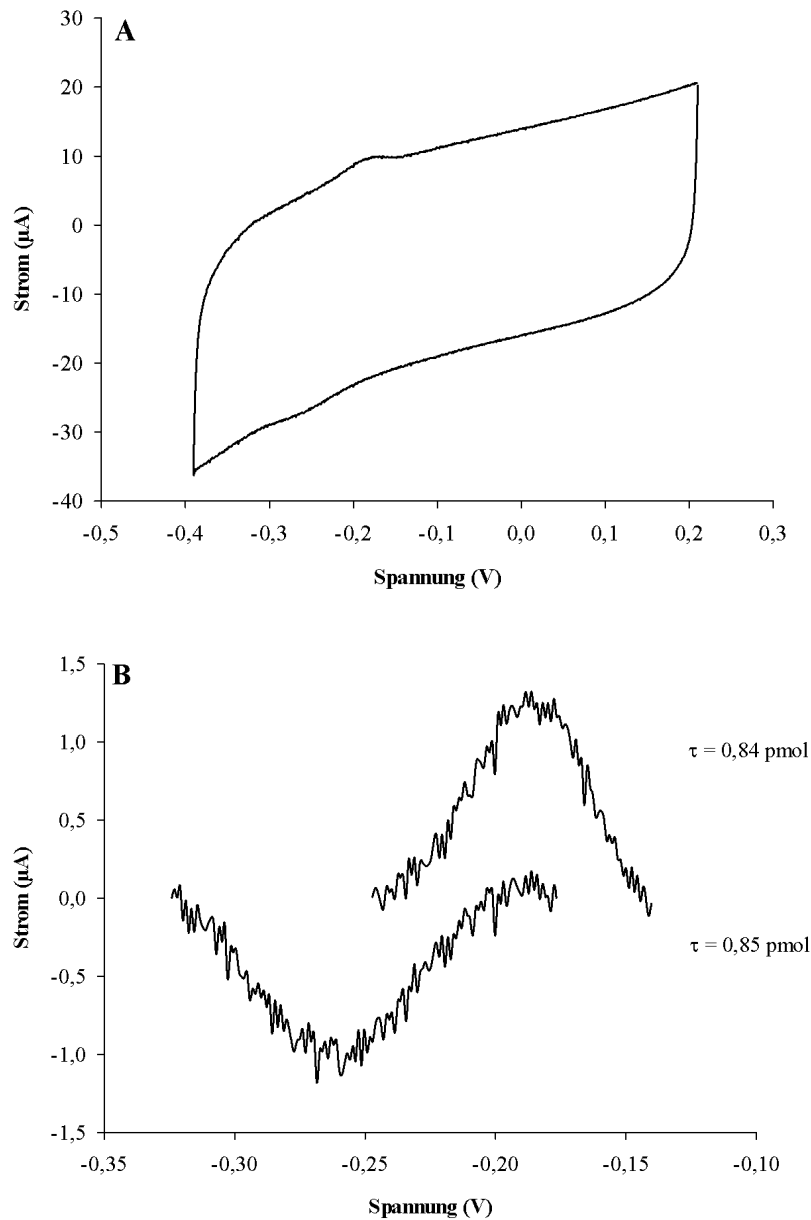 A
30
20
10
0
-10
-20
-30
-40
Strom (µA)
-0,5 -0,4 -0,3 -0,2 -0,1 0,0 0,1 0,2 0,3
Spannung (V)
B
1,5
1,0
0,5
0,0
-0,5
-1,0
-1,5
Strom (µA)
τ = 0,84 pmol
τ = 0,85 pmol
-0,35 -0,30 -0,25 -0,20 -0,15 -0,10
Spannung (V)